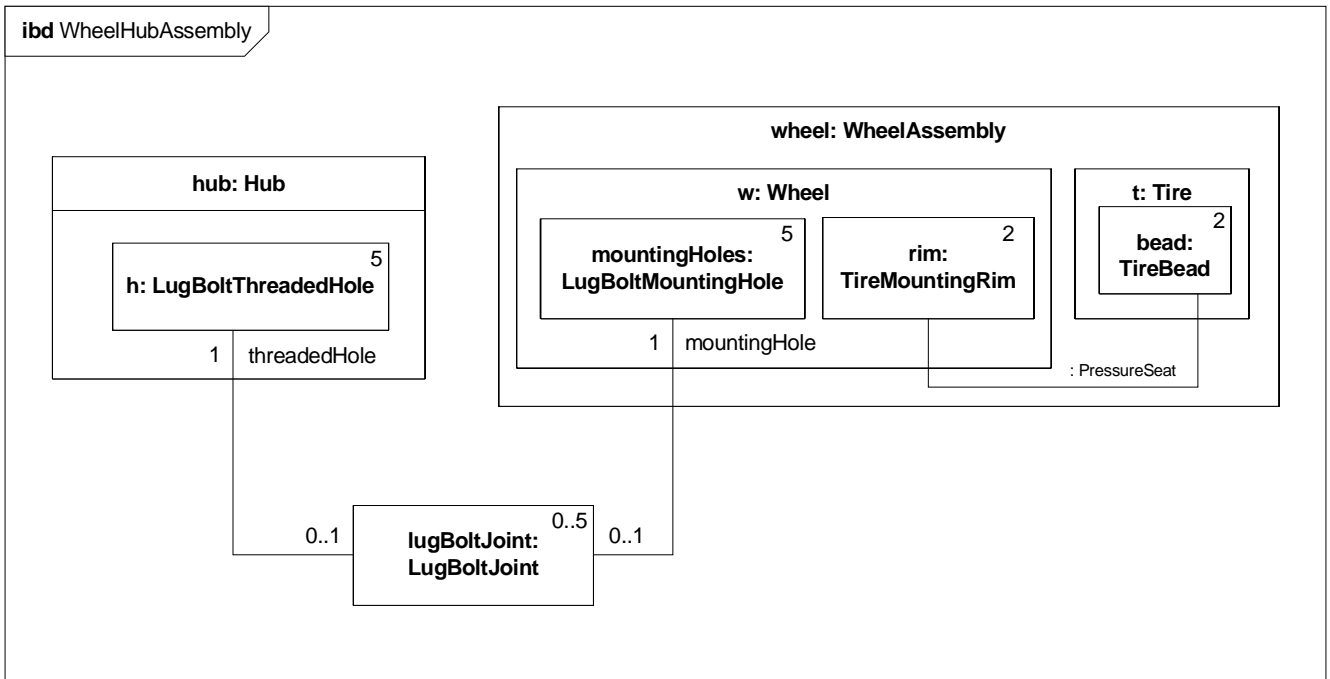 ibd WheelHubAssembly
wheel: WheelAssembly
hub: Hub
w: Wheel
t: Tire
5
h: LugBoltThreadedHole
5
mountingHoles:
LugBoltMountingHole
2
rim:
TireMountingRim
2
bead:
TireBead
1 threadedHole
1 mountingHole
: PressureSeat
0..1
0..5
lugBoltJoint:
LugBoltJoint
0..1